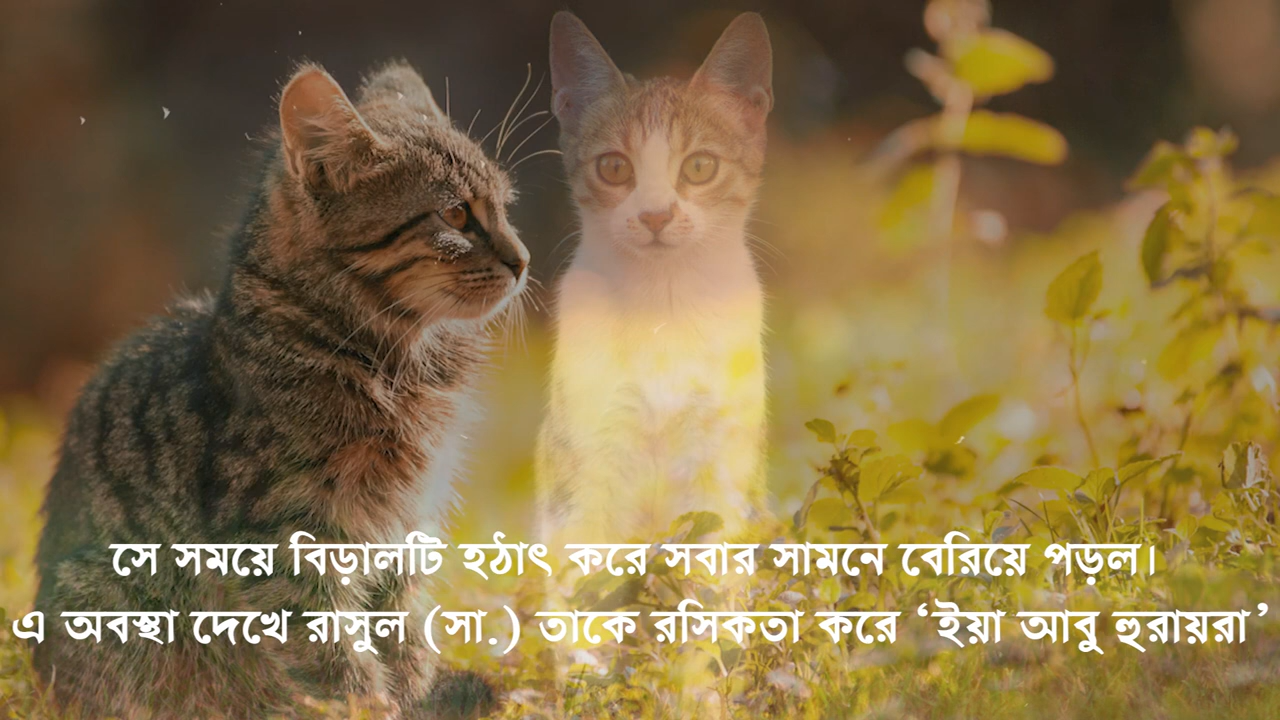 সে সময়ে বিড়ালটি হঠাৎ করে সবার সামনে বেরিয়ে পড়ল।
এ অবস্থা দেখে রাসুল (সা.) তাকে রসিকতা করে ‘ইয়া আবু হুরায়রা’